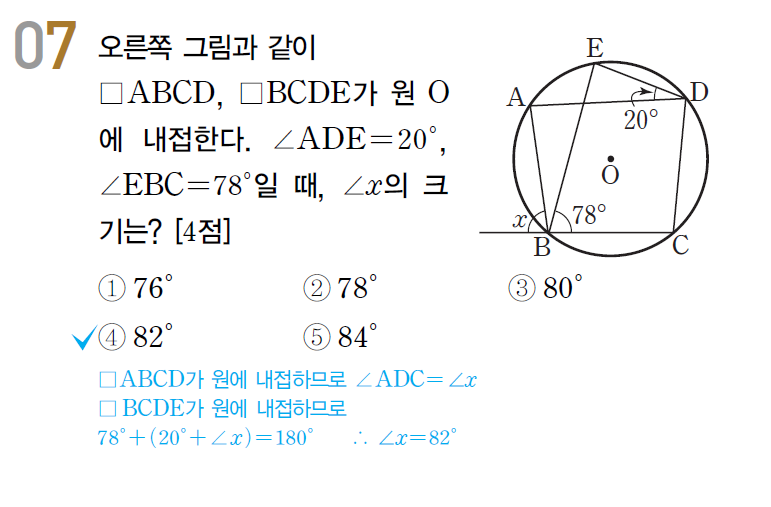 07
오른쪽 그림과 같이
□ABCD, □BCDE가 원 O
에 내접한다. ∠ADE=20°,
∠EBC=78°일 때, ∠x의 크
기는? [4점]
E
A
D
20°
O
x
78°
B
C
① 76° ② 78° ③ 80°
④ 82° ⑤ 84°
□ABCD가 원에 내접하므로 ∠ADC=∠x
□BCDE가 원에 내접하므로
78°+(20°+∠x)=180° ∴ ∠x=82°